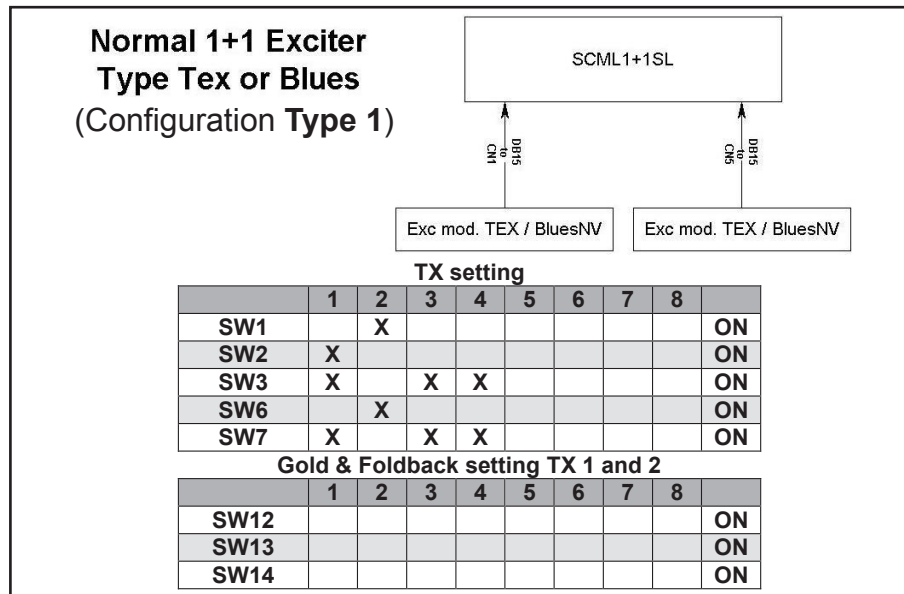 Normal 1+1 Exciter
Type Tex or Blues
(Configuration Type 1)
SCML1+1SL
DB15
to
CN1
DB15
to
CN5
Exc mod. TEX / BluesNV
Exc mod. TEX / BluesNV
TX setting
1 2 3 4 5 6 7 8
SW1 X ON
SW2 X ON
SW3 X X X ON
SW6 X ON
SW7 X X X ON
Gold & Foldback setting TX 1 and 2
1 2 3 4 5 6 7 8
SW12 ON
SW13 ON
SW14 ON